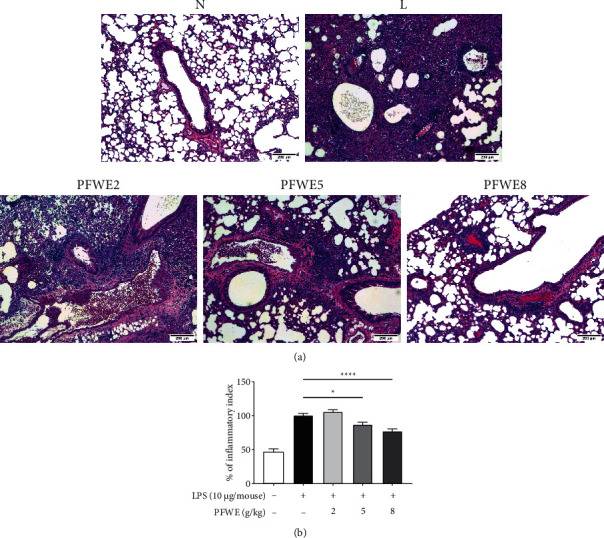 N L
PFWE2 PFWE5 PFWE8
(a)
****
*
150
100
50
0
% of inflammatory index
LPS (10 µg/mouse) – + + + +
PFWE (g/kg) – – 2 5 8
(b)